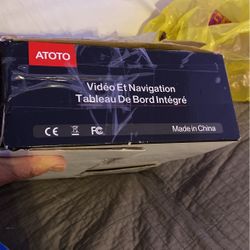 ATOTO
Vidéo Et Navigation
Tableau De Bord Intégré
CE FC
Made in China